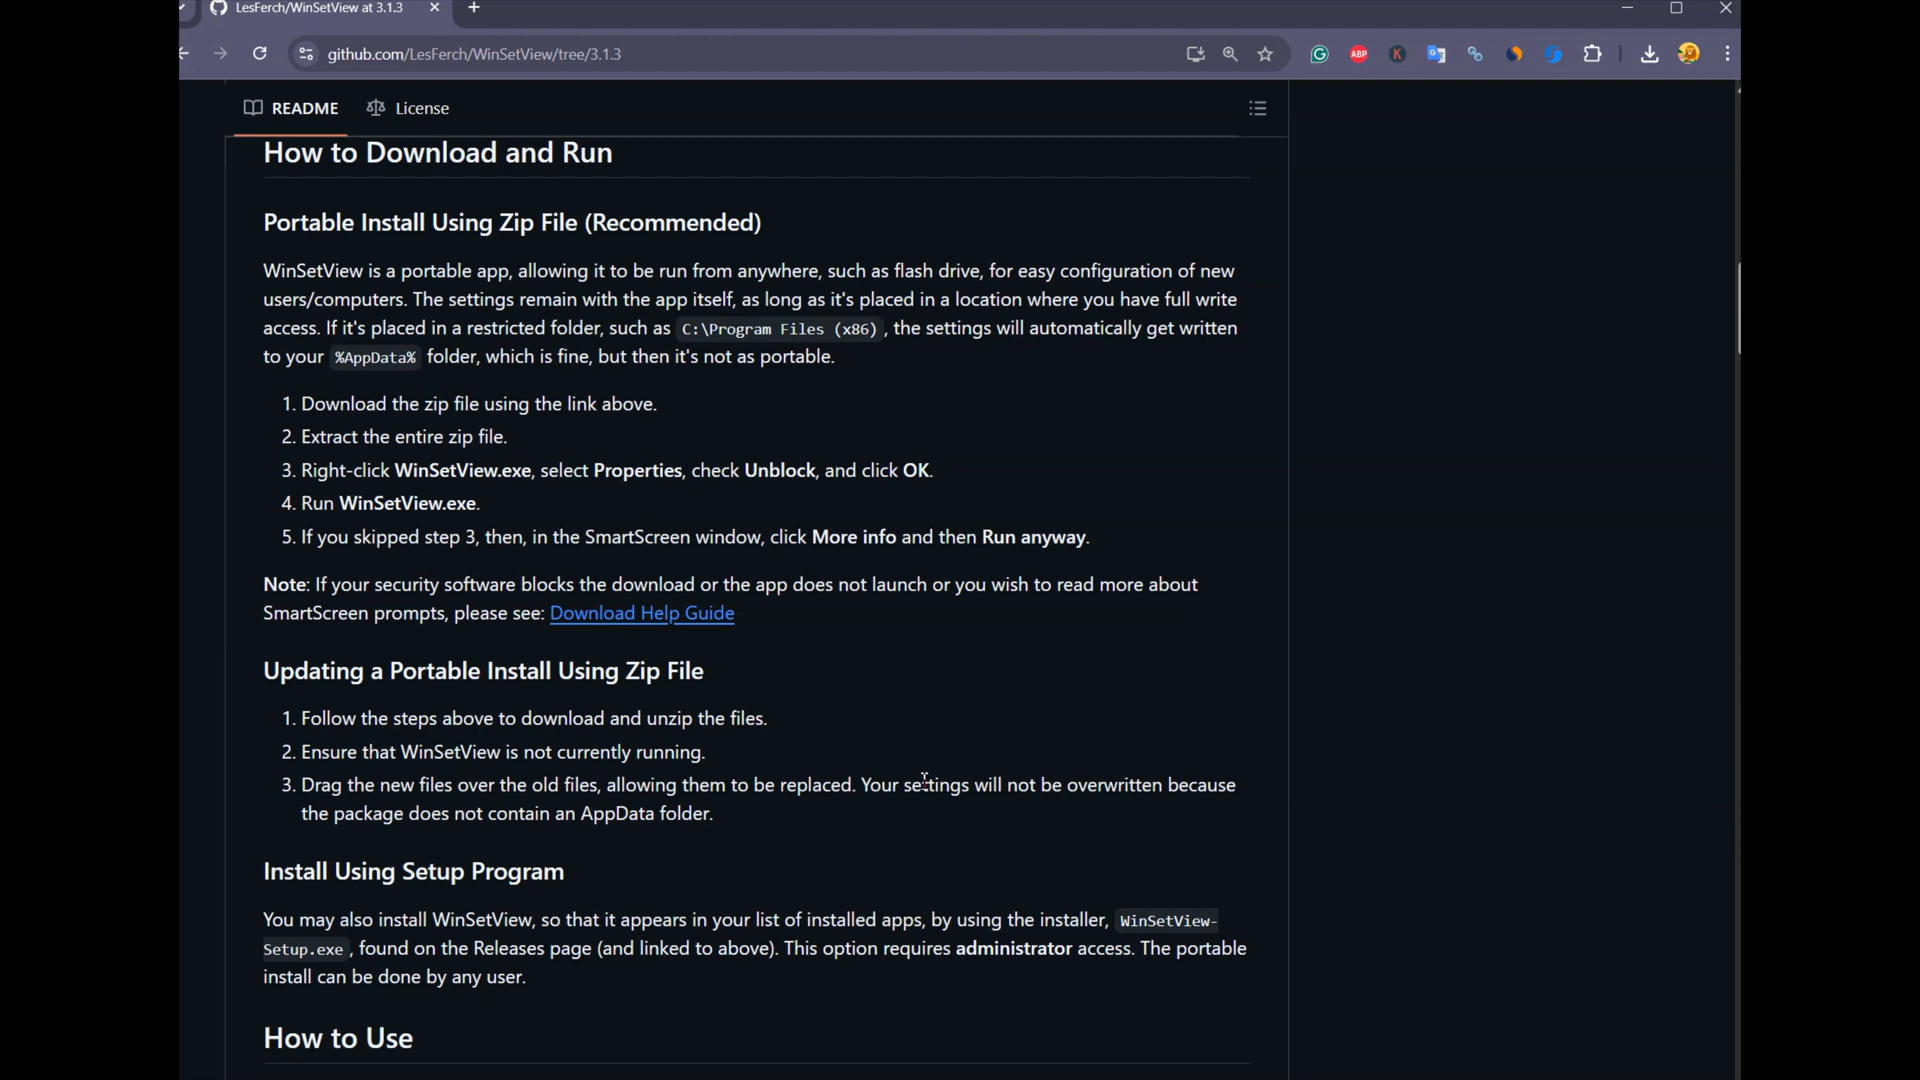 LesFerch/WinSetView at 3.1.3
github.com/LesFerch/WinSetView/tree/3.1.3
ABP
K
README
License
How to Download and Run
Portable Install Using Zip File (Recommended)
WinSetView is a portable app, allowing it to be run from anywhere, such as flash drive, for easy configuration of new
users/computers. The settings remain with the app itself, as long as it's placed in a location where you have full write
access. If it's placed in a restricted folder, such as C:\Program Files (x86) , the settings will automatically get written
to your %AppData% folder, which is fine, but then it's not as portable.
1. Download the zip file using the link above.
2. Extract the entire zip file.
3. Right-click WinSetView.exe, select Properties, check Unblock, and click OK.
4. Run WinSetView.exe.
5. If you skipped step 3, then, in the SmartScreen window, click More info and then Run anyway.
Note: If your security software blocks the download or the app does not launch or you wish to read more about
SmartScreen prompts, please see: Download Help Guide
Updating a Portable Install Using Zip File
1. Follow the steps above to download and unzip the files.
2. Ensure that WinSetView is not currently running.
3. Drag the new files over the old files, allowing them to be replaced. Your settings will not be overwritten because
the package does not contain an AppData folder.
Install Using Setup Program
You may also install WinSetView, so that it appears in your list of installed apps, by using the installer, WinSetView-
Setup.exe , found on the Releases page (and linked to above). This option requires administrator access. The portable
install can be done by any user.
How to Use